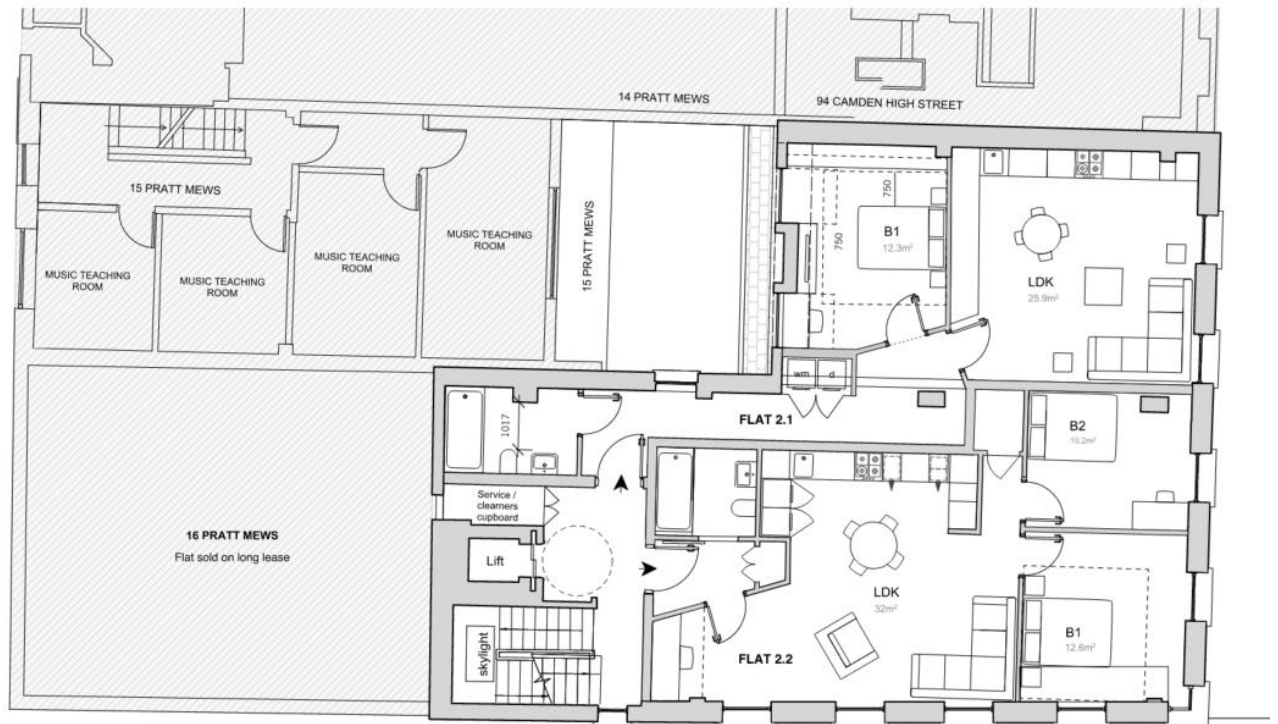 14 PRATT MEWS
94 CAMDEN HIGH STREET
15 PRATT MEWS
MUSIC TEACHING
ROOM
MUSIC TEACHING
ROOM
MUSIC TEACHING
ROOM
MUSIC TEACHING
ROOM
15 PRATT MEWS
750
750
B1
12.3m²
LDK
25.9m²
wm
d
FLAT 2.1
1017
B2
10.2m²
Service /
clearners
cupboard
16 PRATT MEWS
Flat sold on long lease
Lift
skylight
LDK
32m²
FLAT 2.2
B1
12.6m²